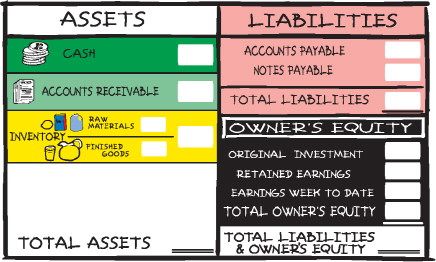 ASSETS
CASH
ACCOUNTS RECEIVABLE
INVENTORY
RAW
MATERIALS
FINISHED
GOODS
TOTAL ASSETS
LIABILITIES
ACCOUNTS PAYABLE
NOTES PAYABLE
TOTAL LIABILITIES
OWNER'S EQUITY
ORIGINAL INVESTMENT
RETAINED EARNINGS
EARNINGS WEEK TO DATE
TOTAL OWNER'S EQUITY
TOTAL LIABILITIES
& OWNER'S EQUITY